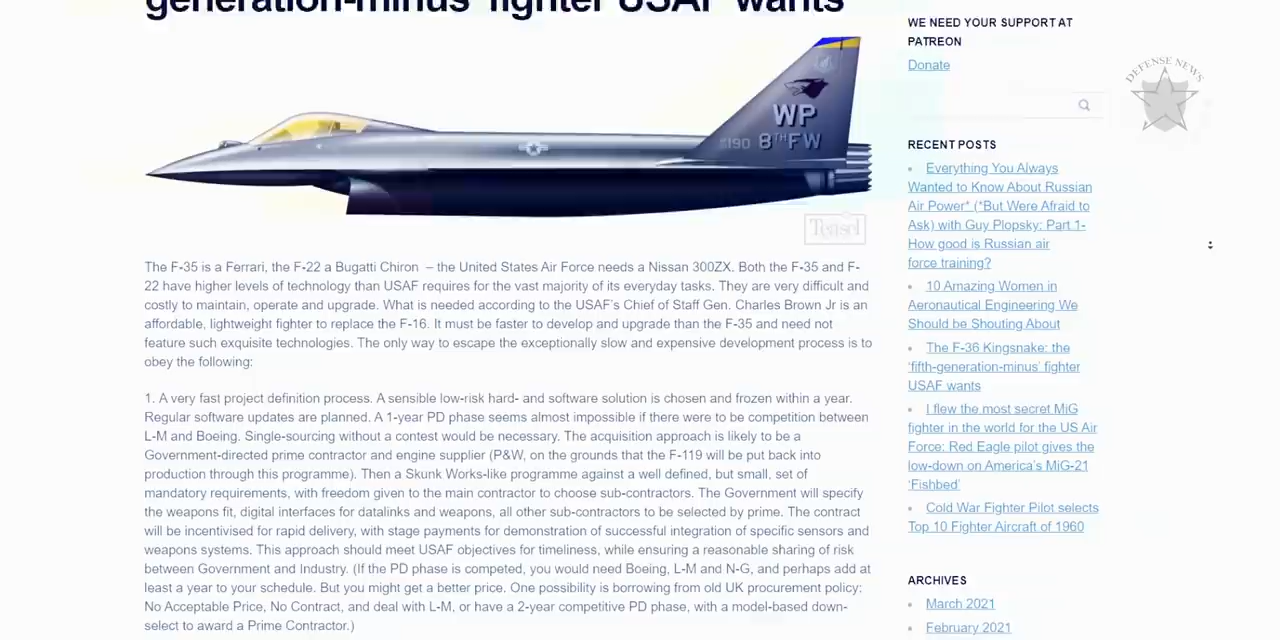 generation-minus' fighter USAF wants
WP
190 8TH FW
Teasel
The F-35 is a Ferrari, the F-22 a Bugatti Chiron – the United States Air Force needs a Nissan 300ZX. Both the F-35 and F-
22 have higher levels of technology than USAF requires for the vast majority of its everyday tasks. They are very difficult and
costly to maintain, operate and upgrade. What is needed according to the USAF's Chief of Staff Gen. Charles Brown Jr is an
affordable, lightweight fighter to replace the F-16. It must be faster to develop and upgrade than the F-35 and need not
feature such exquisite technologies. The only way to escape the exceptionally slow and expensive development process is to
obey the following:
1. A very fast project definition process. A sensible low-risk hard- and software solution is chosen and frozen within a year.
Regular software updates are planned. A 1-year PD phase seems almost impossible if there were to be competition between
L-M and Boeing. Single-sourcing without a contest would be necessary. The acquisition approach is likely to be a
Government-directed prime contractor and engine supplier (P&W, on the grounds that the F-119 will be put back into
production through this programme). Then a Skunk Works-like programme against a well defined, but small, set of
mandatory requirements, with freedom given to the main contractor to choose sub-contractors. The Government will specify
the weapons fit, digital interfaces for datalinks and weapons, all other sub-contractors to be selected by prime. The contract
will be incentivised for rapid delivery, with stage payments for demonstration of successful integration of specific sensors and
weapons systems. This approach should meet USAF objectives for timeliness, while ensuring a reasonable sharing of risk
between Government and Industry. (If the PD phase is competed, you would need Boeing, L-M and N-G, and perhaps add at
least a year to your schedule. But you might get a better price. One possibility is borrowing from old UK procurement policy:
No Acceptable Price, No Contract, and deal with L-M, or have a 2-year competitive PD phase, with a model-based down-
select to award a Prime Contractor.)
WE NEED YOUR SUPPORT AT
PATREON
Donate
DEFENSE NEWS
RECENT POSTS
Everything You Always
Wanted to Know About Russian
Air Power* (*But Were Afraid to
Ask) with Guy Plopsky: Part 1-
How good is Russian air
force training?
10 Amazing Women in
Aeronautical Engineering We
Should be Shouting About
The F-36 Kingsnake: the
'fifth-generation-minus' fighter
USAF wants
I flew the most secret MiG
fighter in the world for the US Air
Force: Red Eagle pilot gives the
low-down on America's MiG-21
'Fishbed'
Cold War Fighter Pilot selects
Top 10 Fighter Aircraft of 1960
ARCHIVES
March 2021
February 2021